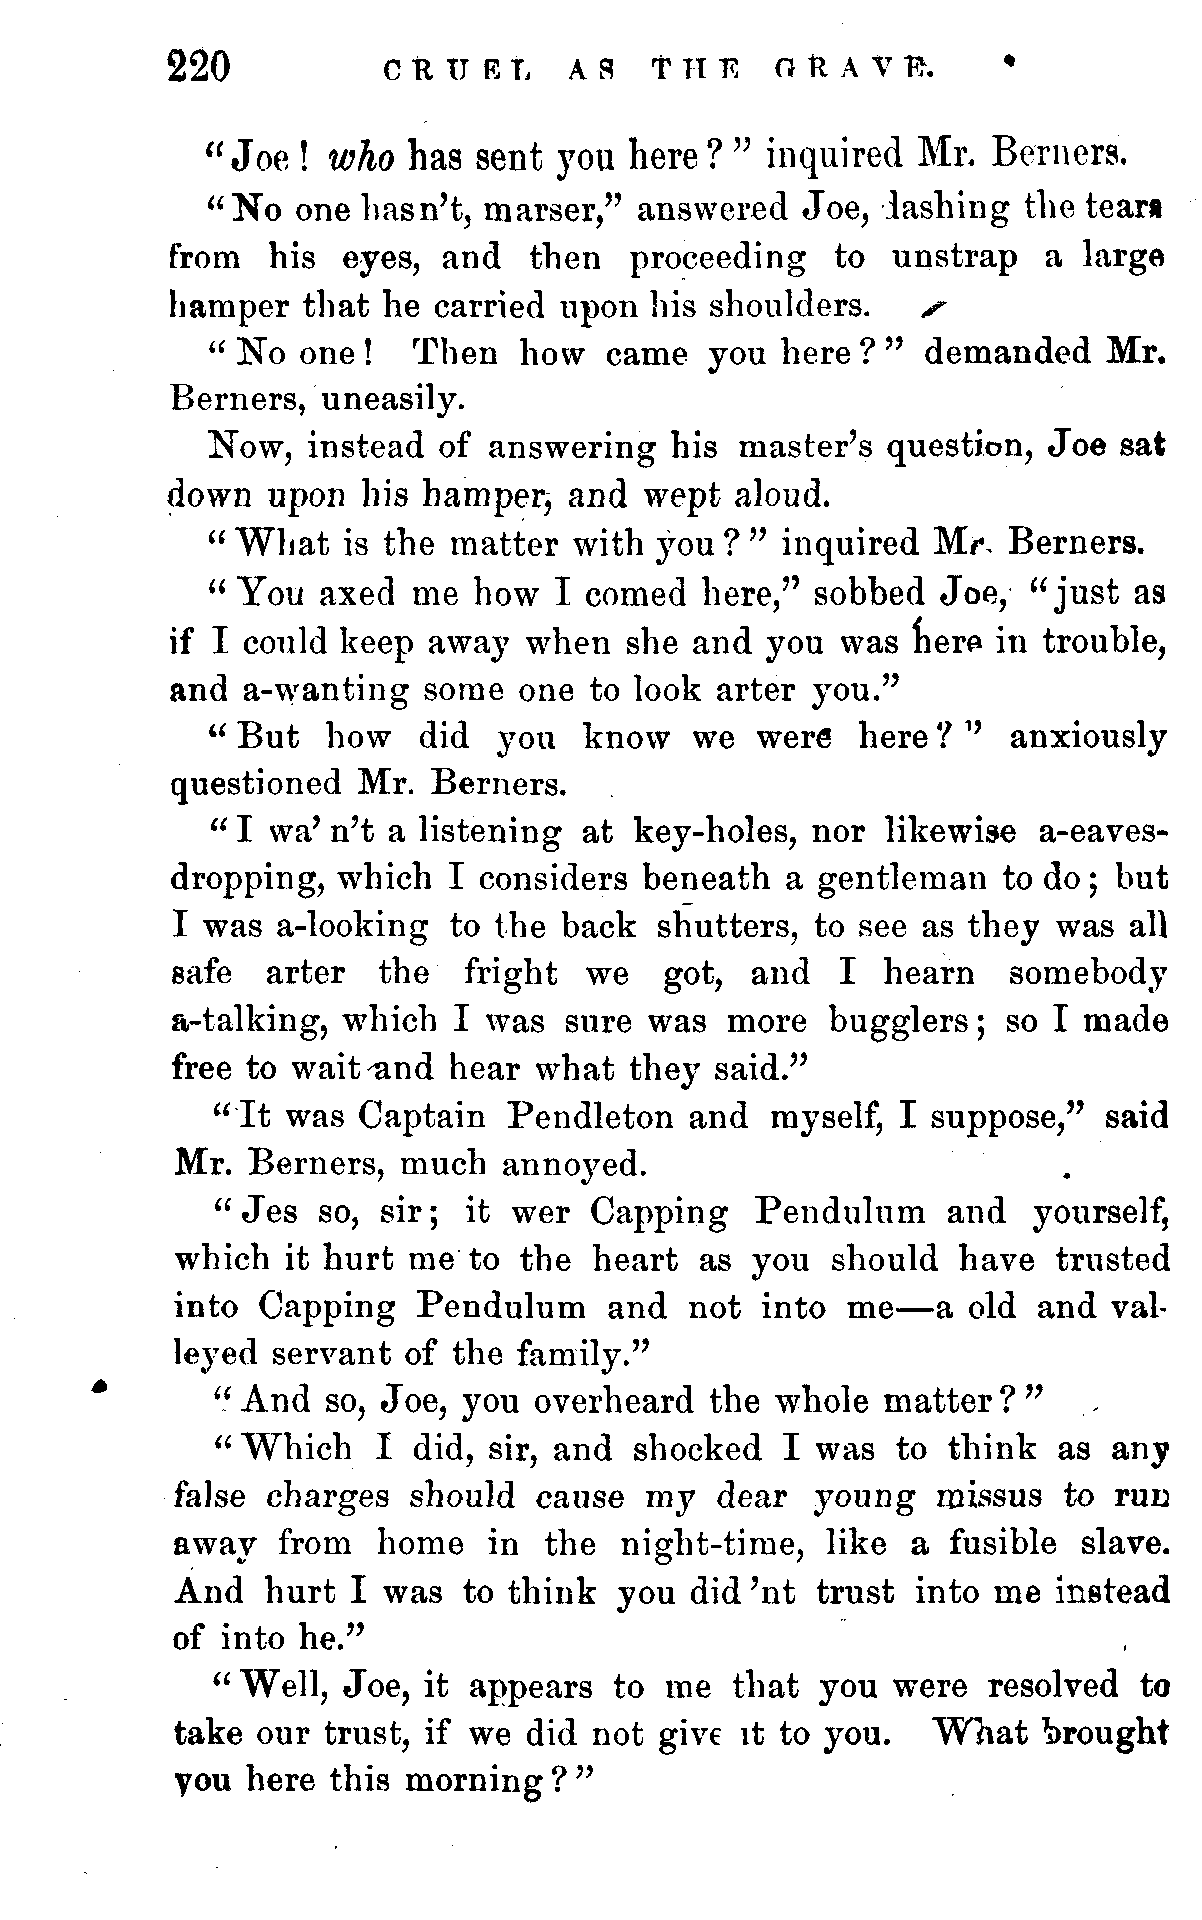 220 CRUEL AS THE GRAVE.
"Joe! who has sent you here?" inquired Mr. Berners.
"No one hasn't, marser," answered Joe, dashing the tears
from his eyes, and then proceeding to unstrap a large
hamper that he carried upon his shoulders.
"No one! Then how came you here?" demanded Mr.
Berners, uneasily.
Now, instead of answering his master's question, Joe sat
down upon his hamper, and wept aloud.
"What is the matter with you?" inquired Mr. Berners.
"You axed me how I comed here," sobbed Joe, "just as
if I could keep away when she and you was here in trouble,
and a-wanting some one to look arter you."
"But how did you know we were here?" anxiously
questioned Mr. Berners.
"I wa'n't a listening at key-holes, nor likewise a-eaves-
dropping, which I considers beneath a gentleman to do; but
I was a-looking to the back shutters, to see as they was all
safe arter the fright we got, and I hearn somebody
a-talking, which I was sure was more bugglers; so I made
free to wait and hear what they said."
"It was Captain Pendleton and myself, I suppose," said
Mr. Berners, much annoyed.
"Jes so, sir; it wer Capping Pendulum and yourself,
which it hurt me to the heart as you should have trusted
into Capping Pendulum and not into me—a old and val-
leyed servant of the family."
"And so, Joe, you overheard the whole matter?"
"Which I did, sir, and shocked I was to think as any
false charges should cause my dear young missus to run
away from home in the night-time, like a fusible slave.
And hurt I was to think you did'nt trust into me instead
of into he."
"Well, Joe, it appears to me that you were resolved to
take our trust, if we did not give it to you. What brought
you here this morning?"